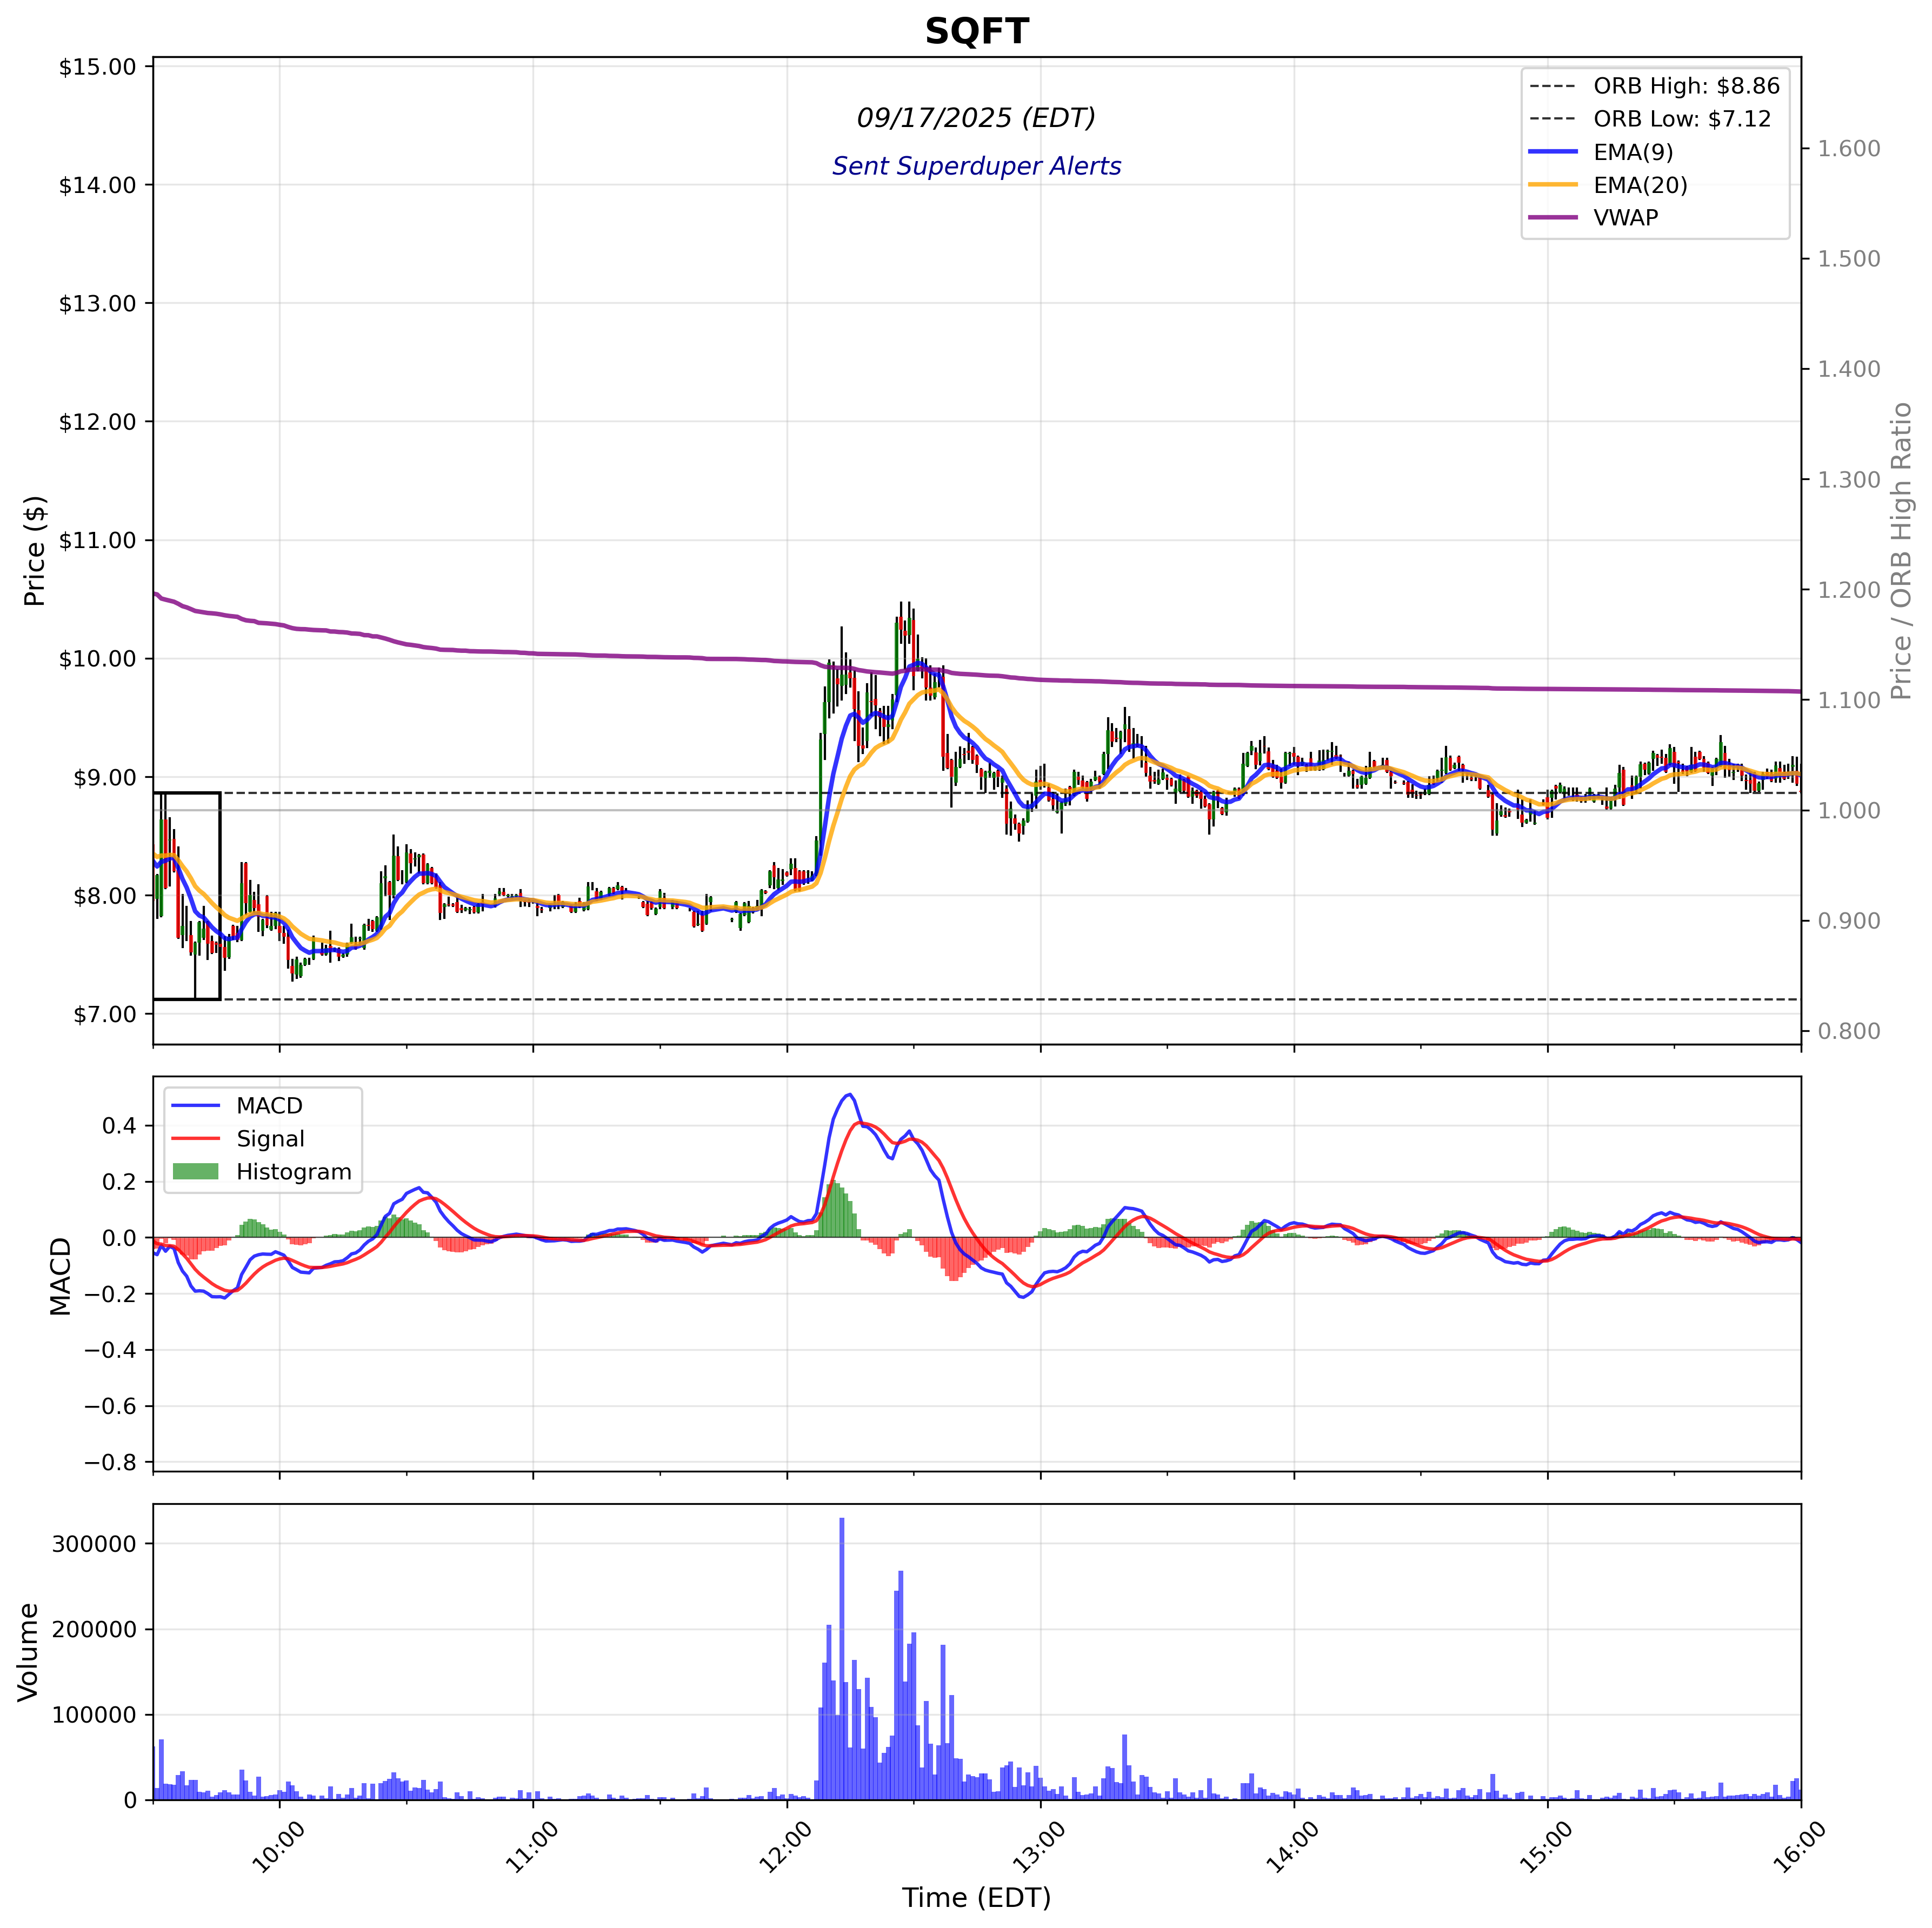 SQFT
09/17/2025 (EDT)
Sent Superduper Alerts
ORB High: $8.86
ORB Low: $7.12
EMA(9)
EMA(20)
VWAP
Price ($)
$15.00
$14.00
$13.00
$12.00
$11.00
$10.00
$9.00
$8.00
$7.00
Price / ORB High Ratio
1.600
1.500
1.400
1.300
1.200
1.100
1.000
0.900
0.800
MACD
Signal
Histogram
MACD
0.4
0.2
0.0
−0.2
−0.4
−0.6
−0.8
Volume
300000
200000
100000
0
10:00
11:00
12:00
13:00
14:00
15:00
16:00
Time (EDT)